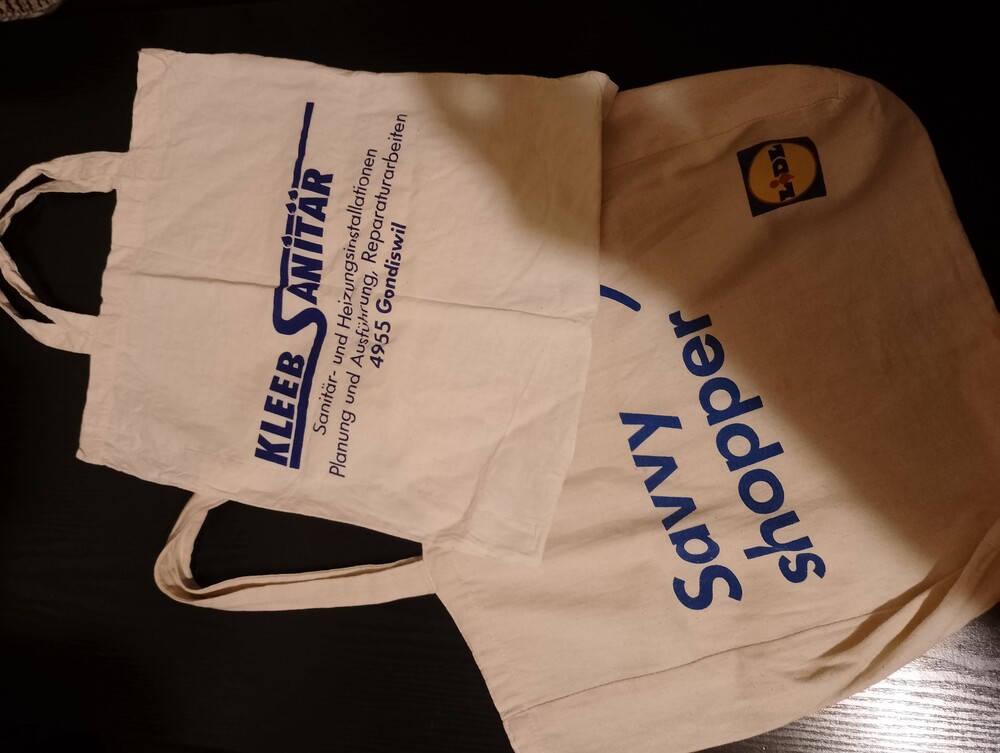 KLEEB SANITÄR
Sanitär- und Heizungsinstallationen
Planung und Ausführung, Reparaturarbeiten
4955 Gondiswil
Savvy
shopper
LIDL